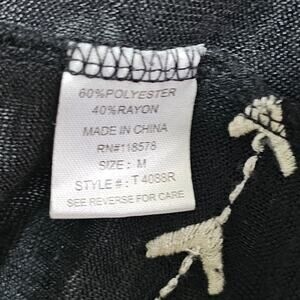 60%POLYESTER
40%RAYON
MADE IN CHINA
RN#118578
SIZE : M
STYLE # : T 4088R
SEE REVERSE FOR CARE